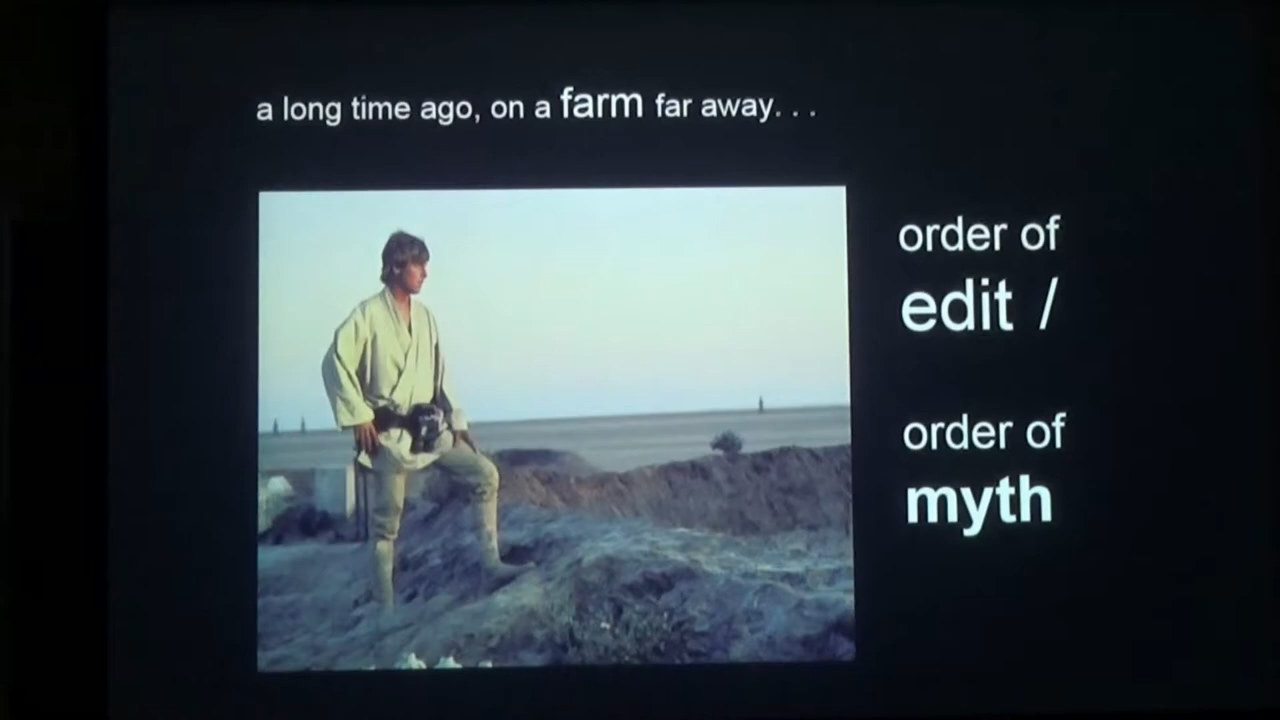 a long time ago, on a farm far away. . .
order of
edit /
order of
myth